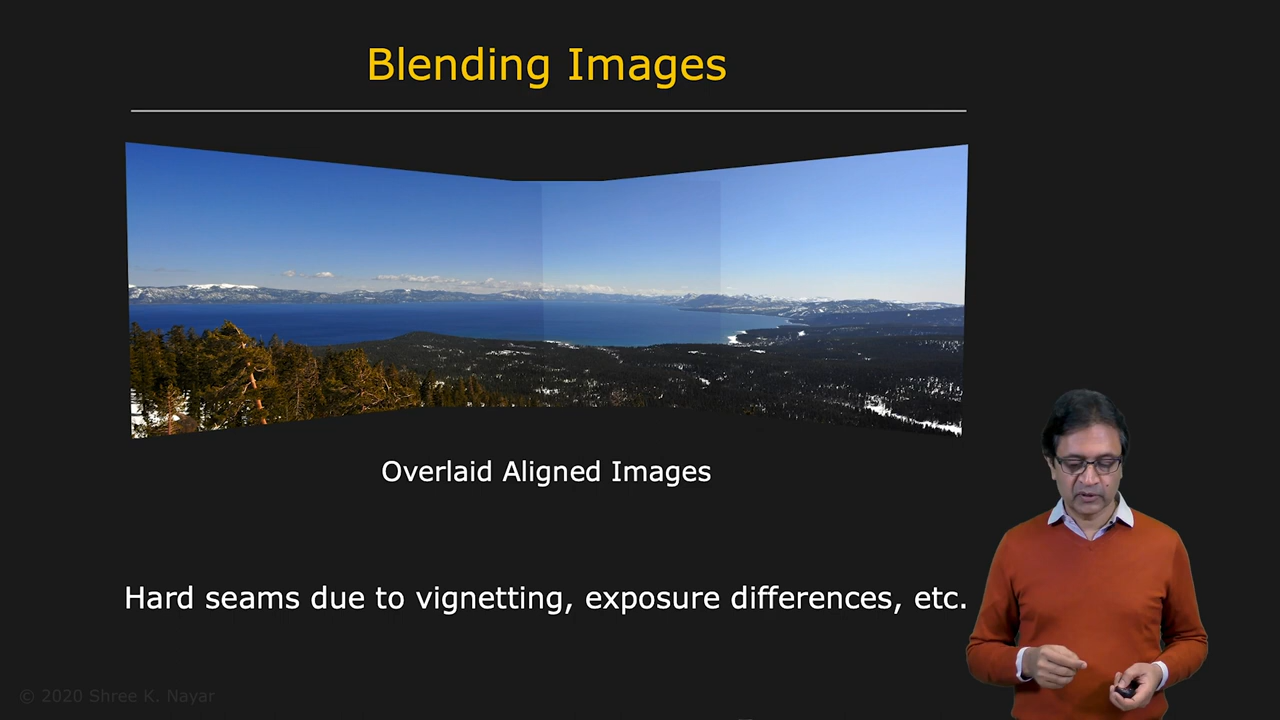 Blending Images
Overlaid Aligned Images
Hard seams due to vignetting, exposure differences, etc.
© 2020 Shree K. Nayar